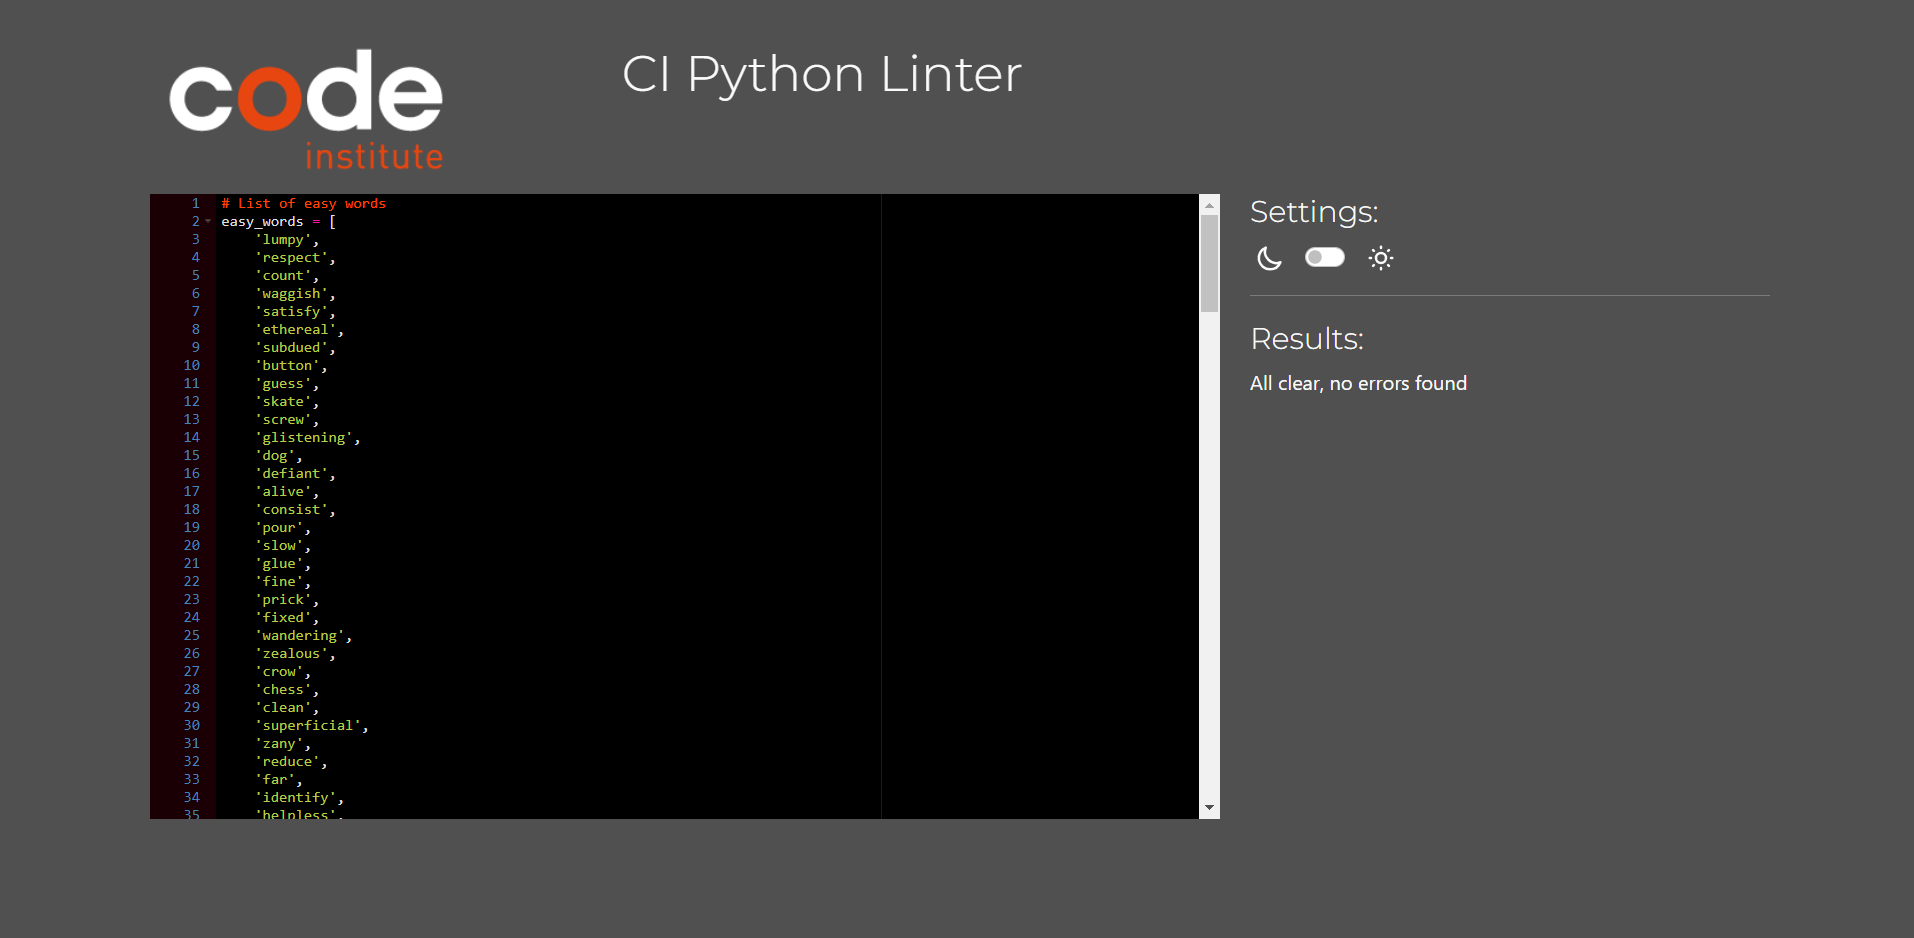 code
institute
CI Python Linter
1 # List of easy words
2 easy_words = [
3 'lumpy',
4 'respect',
5 'count',
6 'waggish',
7 'satisfy',
8 'ethereal',
9 'subdued',
10 'button',
11 'guess',
12 'skate',
13 'screw',
14 'glistening',
15 'dog',
16 'defiant',
17 'alive',
18 'consist',
19 'pour',
20 'slow',
21 'glue',
22 'fine',
23 'prick',
24 'fixed',
25 'wandering',
26 'zealous',
27 'crow',
28 'chess',
29 'clean',
30 'superficial',
31 'zany',
32 'reduce',
33 'far',
34 'identify',
35 'helpless',
Settings:
Results:
All clear, no errors found